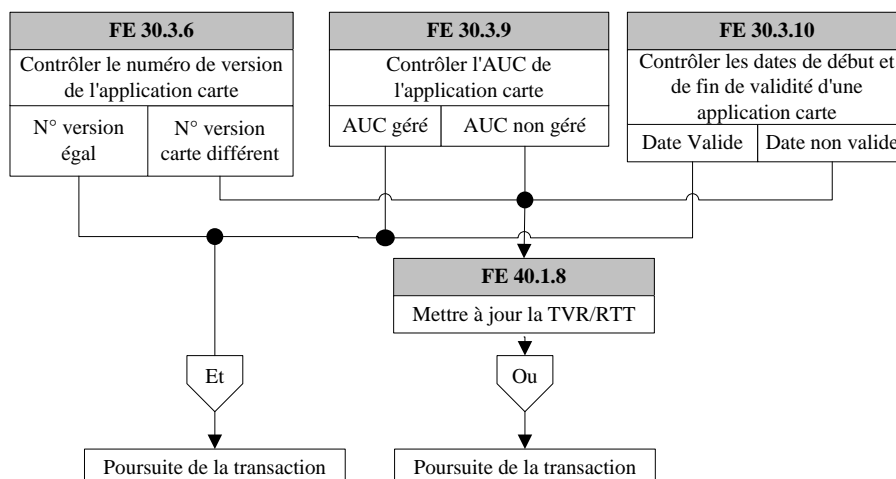 FE 30.3.6
Contrôler le numéro de version
de l'application carte
N° version
égal
N° version
carte différent
FE 30.3.9
Contrôler l'AUC de
l'application carte
AUC géré
AUC non géré
FE 30.3.10
Contrôler les dates de début et
de fin de validité d'une
application carte
Date Valide
Date non valide
FE 40.1.8
Mettre à jour la TVR/RTT
Et
Ou
Poursuite de la transaction
Poursuite de la transaction